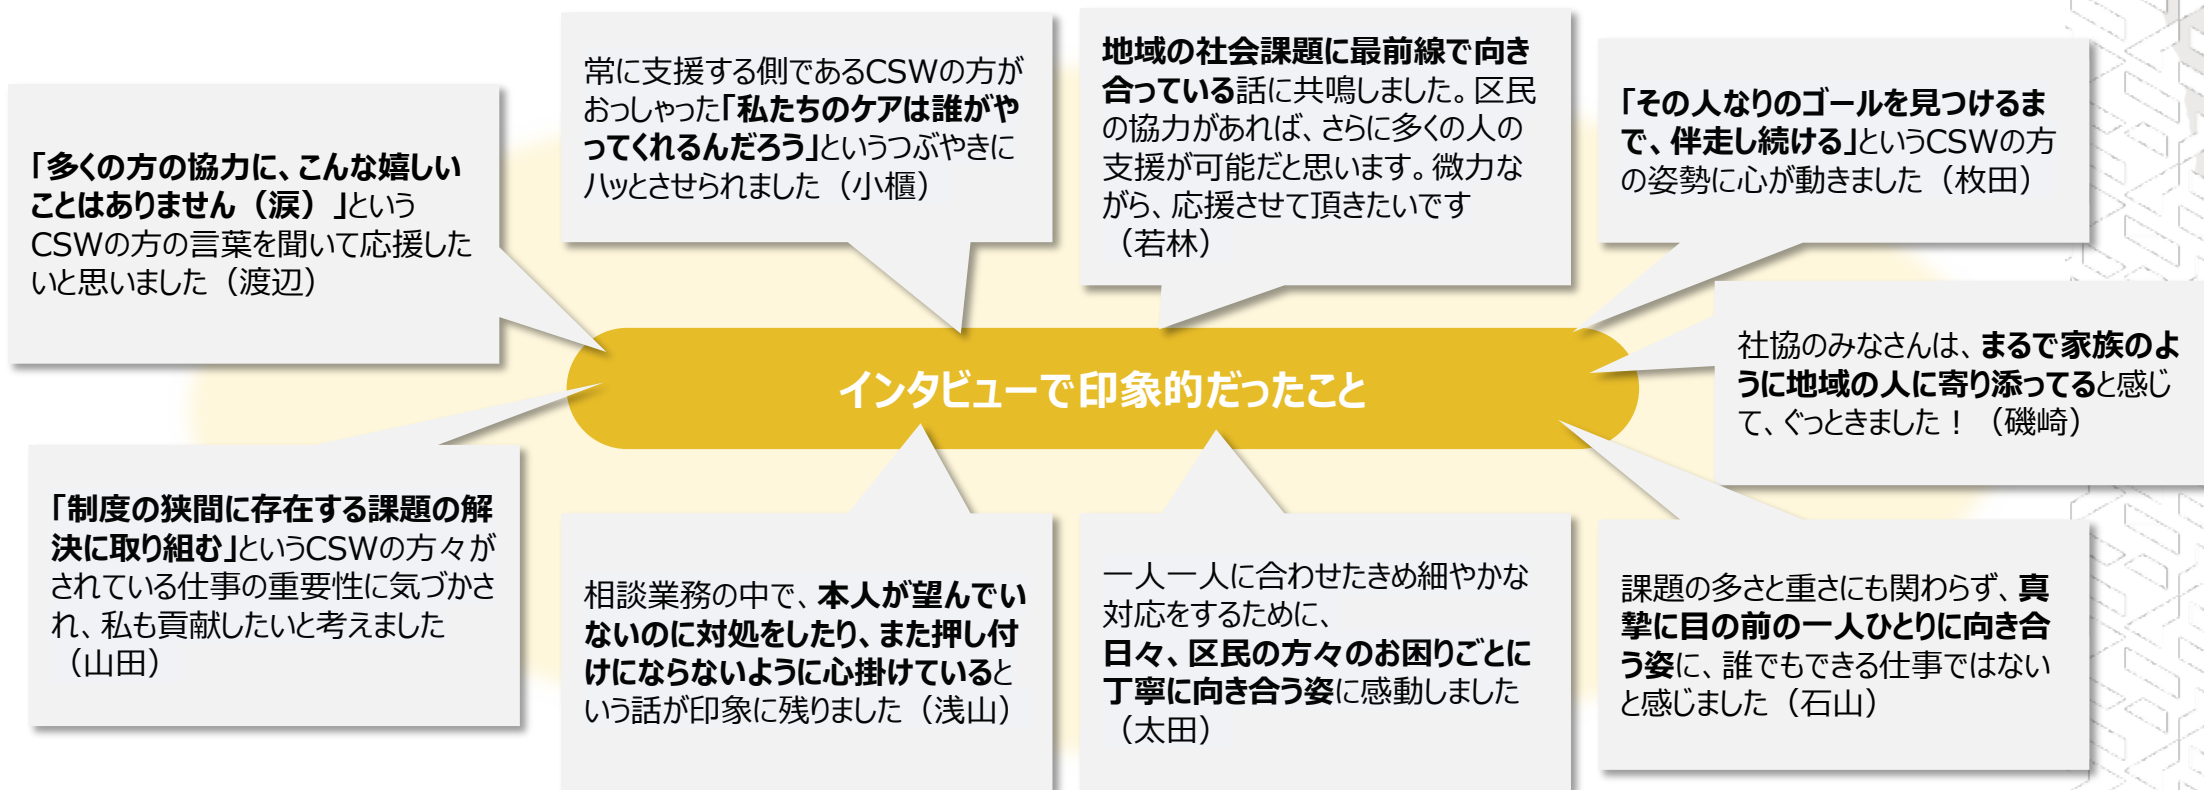 「多くの方の協力に、こんな嬉しい
ことはありません（涙）」という
CSWの方の言葉を聞いて応援した
いと思いました（渡辺）
常に支援する側であるCSWの方が
おっしゃった「私たちのケアは誰がや
ってくれるんだろう」というつぶやきに
ハッとさせられました（小櫃）
地域の社会課題に最前線で向き
合っている話に共鳴しました。区民
の協力があれば、さらに多くの人の
支援が可能だと思います。微力な
がら、応援させて頂きたいです
（若林）
「その人なりのゴールを見つけるま
で、伴走し続ける」というCSWの方
の姿勢に心が動きました（枚田）
社協のみなさんは、まるで家族のよ
うに地域の人に寄り添ってると感じ
て、ぐっときました！（磯崎）
インタビューで印象的だったこと
「制度の狭間に存在する課題の解
決に取り組む」というCSWの方々が
されている仕事の重要性に気づかさ
れ、私も貢献したいと考えました
（山田）
相談業務の中で、本人が望んでい
ないのに対処をしたり、また押し付
けにならないように心掛けていると
いう話が印象に残りました（浅山）
一人一人に合わせたきめ細やかな
対応をするために、
日々、区民の方々のお困りごとに
丁寧に向き合う姿に感動しました
（太田）
課題の多さと重さにも関わらず、真
摯に目の前の一人ひとりに向き合
う姿に、誰でもできる仕事ではない
と感じました（石山）